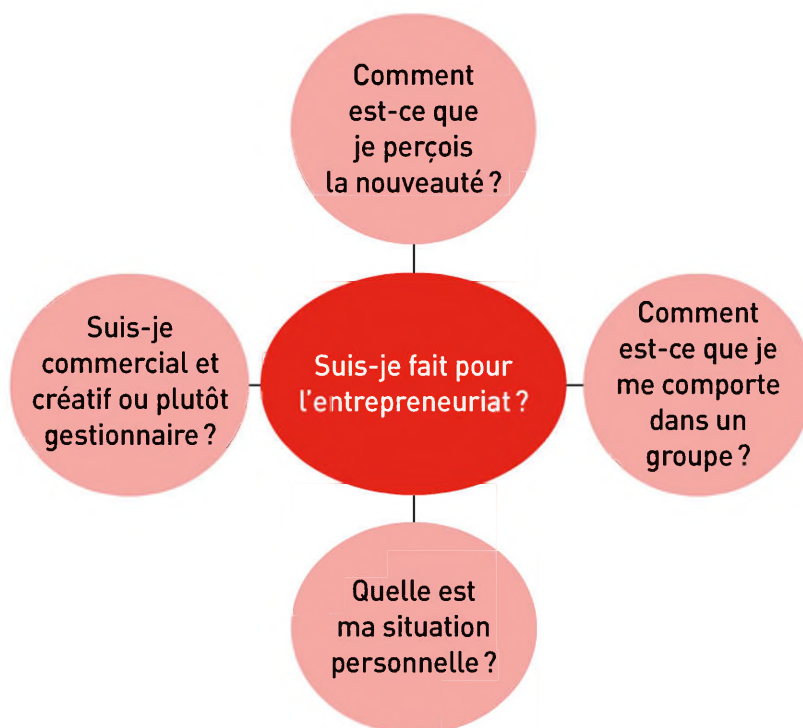 Comment
est-ce que
je perçois
la nouveauté ?
Suis-je
commercial et
créatif ou plutôt
gestionnaire ?
Suis-je fait pour
l'entrepreneuriat ?
Comment
est-ce que je
me comporte
dans un
groupe ?
Quelle est
ma situation
personnelle ?